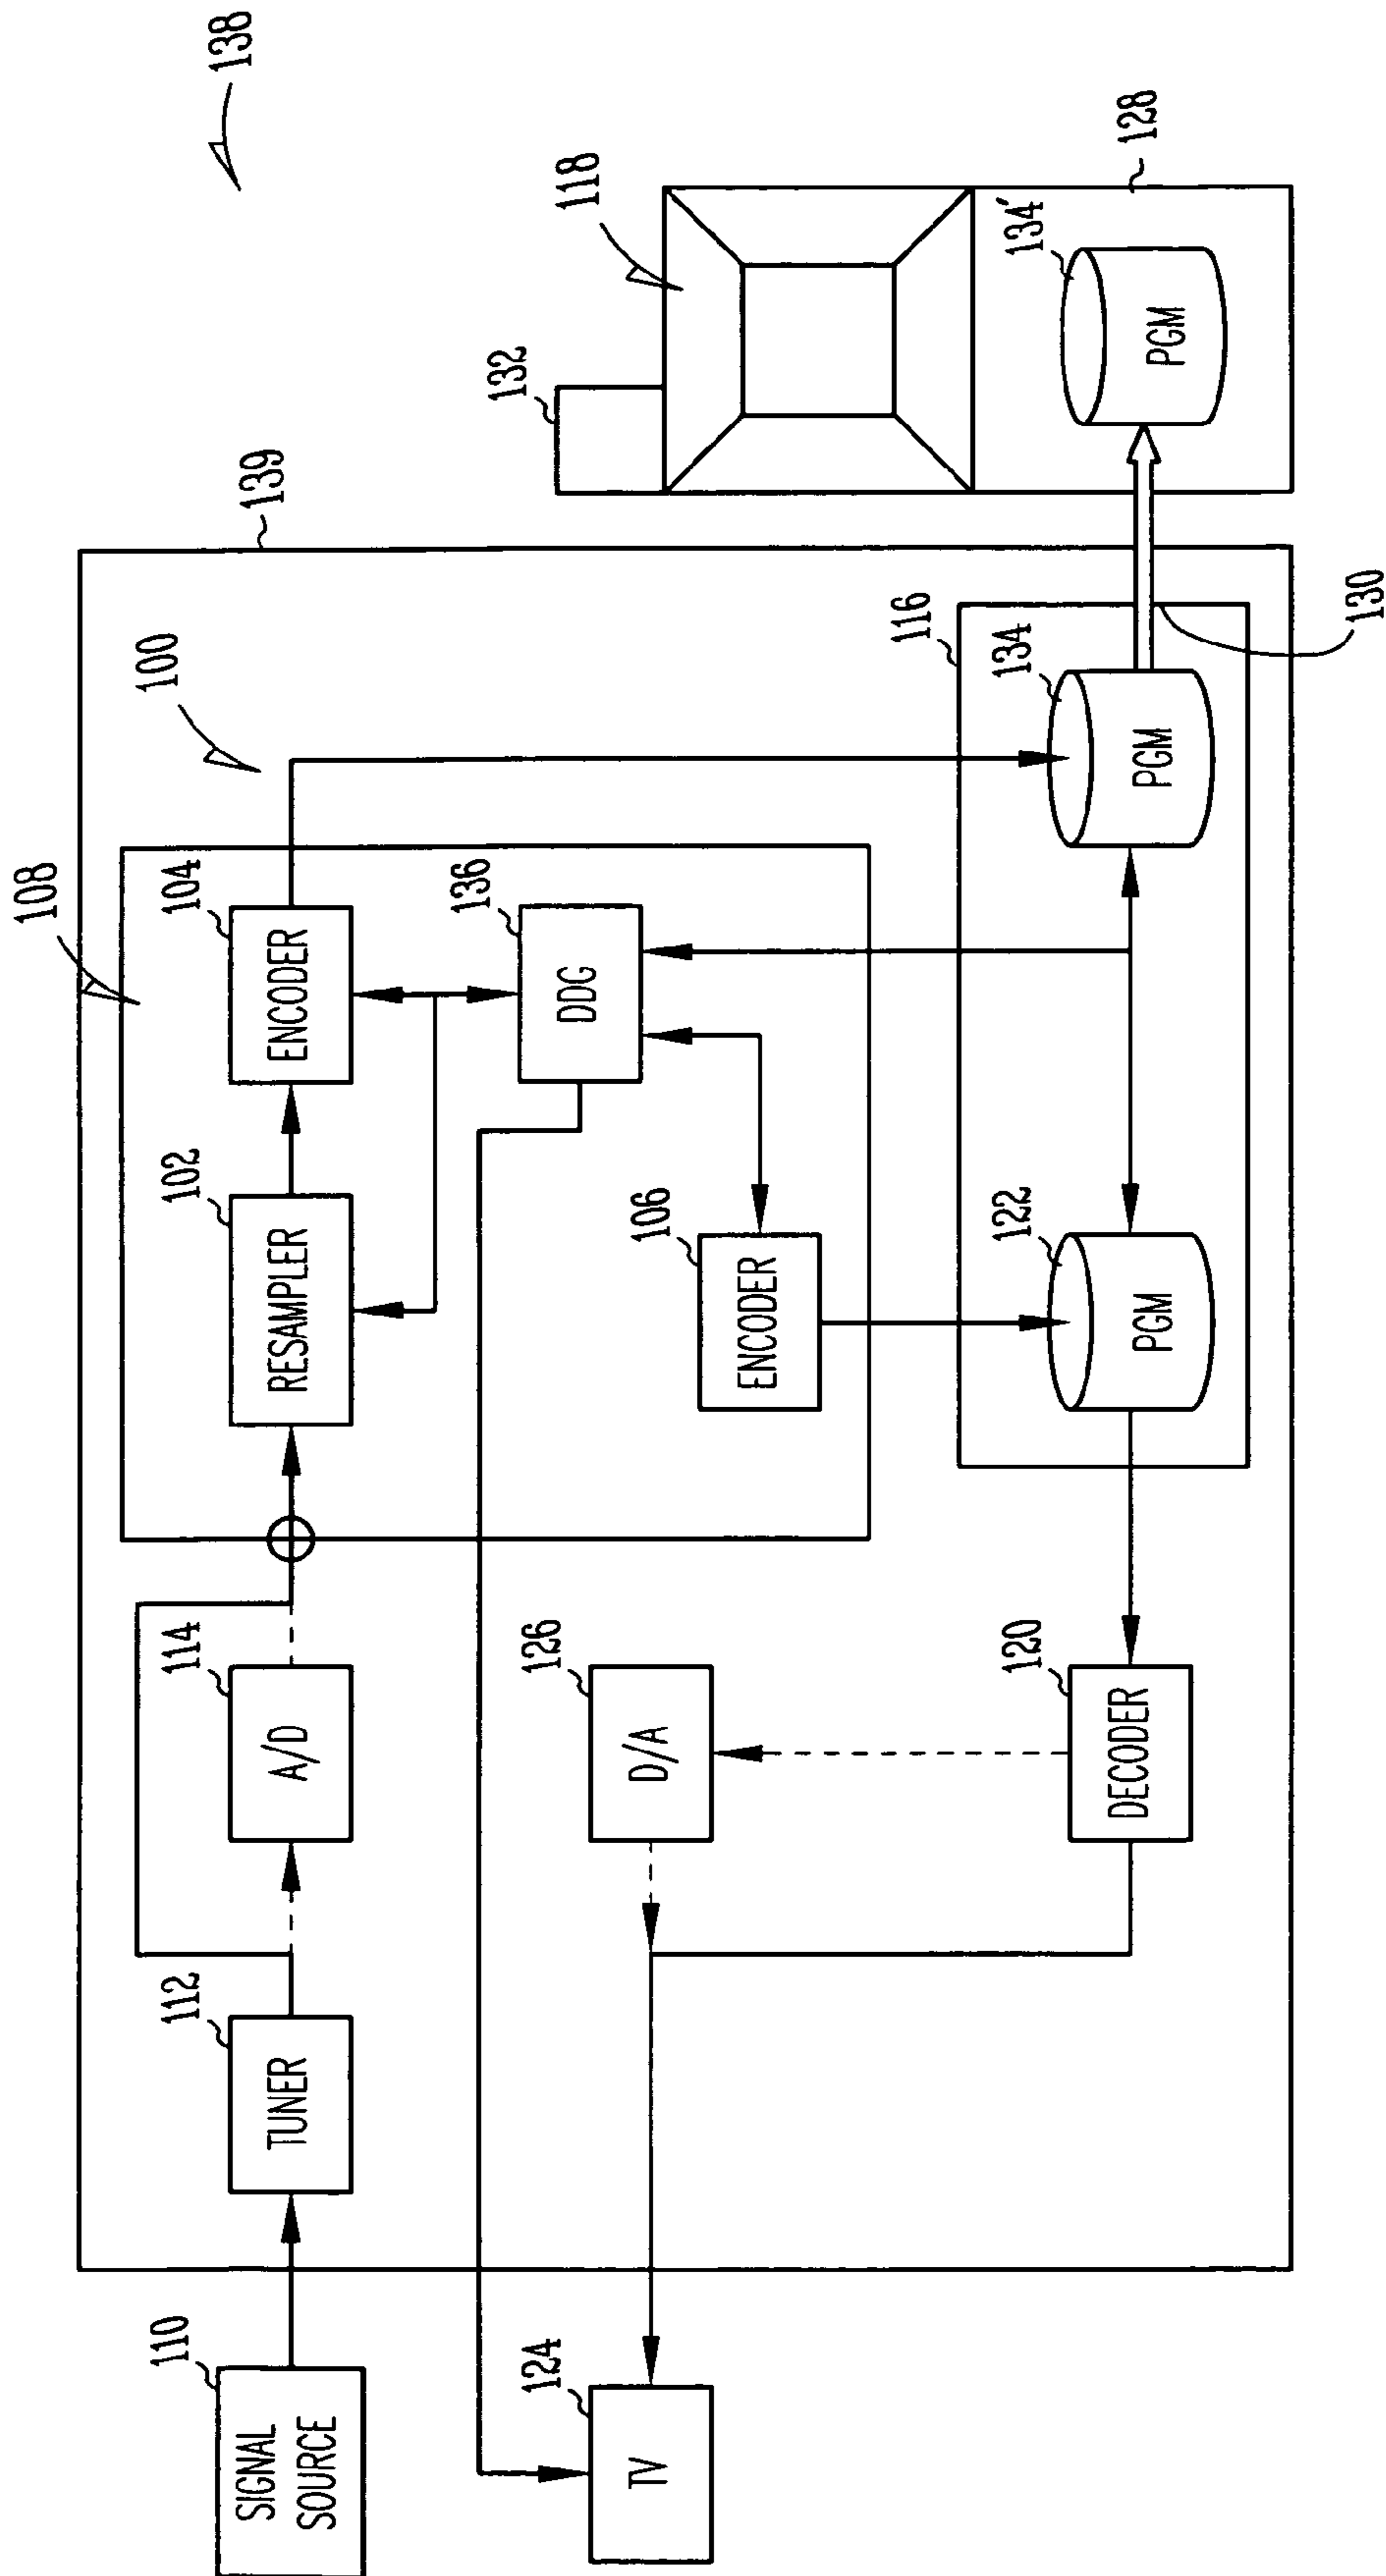 138
139
108
100
110
SIGNAL
SOURCE
112
TUNER
114
A/D
102
RESAMPLER
104
ENCODER
136
DDG
132
118
124
TV
126
D/A
106
ENCODER
116
120
DECODER
122
PGM
134
PGM
130
134'
PGM
128